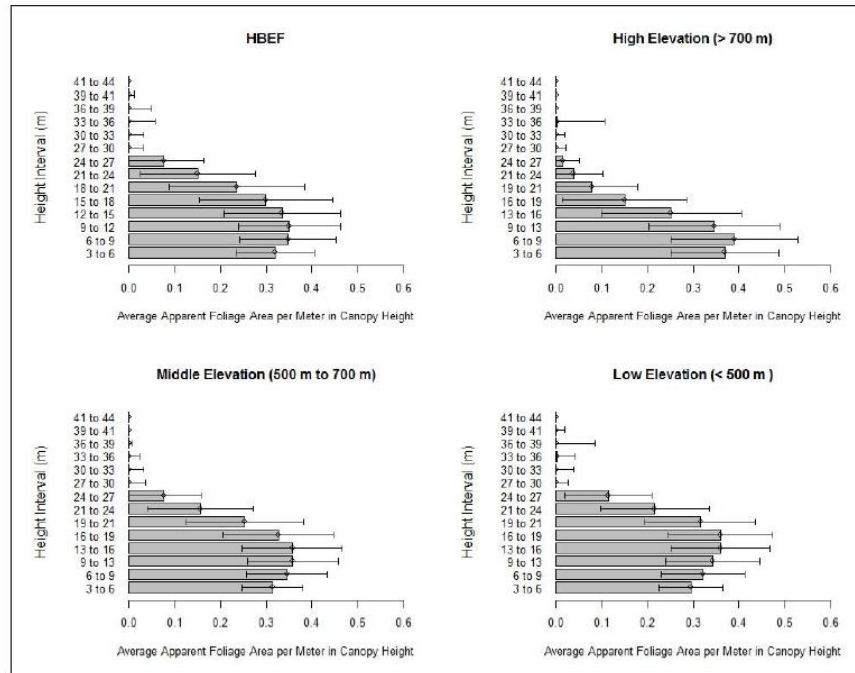 HBEF
Height Interval (m)
41 to 44
39 to 41
36 to 39
33 to 36
30 to 33
27 to 30
24 to 27
21 to 24
18 to 21
15 to 18
12 to 15
9 to 12
6 to 9
3 to 6
0.0 0.1 0.2 0.3 0.4 0.5 0.6
Average Apparent Foliage Area per Meter in Canopy Height
High Elevation (> 700 m)
Height Interval (m)
41 to 44
39 to 41
36 to 39
33 to 36
30 to 33
27 to 30
24 to 27
21 to 24
19 to 21
16 to 19
13 to 16
9 to 13
6 to 9
3 to 6
0.0 0.1 0.2 0.3 0.4 0.5 0.6
Average Apparent Foliage Area per Meter in Canopy Height
Middle Elevation (500 m to 700 m)
Height Interval (m)
41 to 44
39 to 41
36 to 39
33 to 36
30 to 33
27 to 30
24 to 27
21 to 24
19 to 21
16 to 19
13 to 16
9 to 13
6 to 9
3 to 6
0.0 0.1 0.2 0.3 0.4 0.5 0.6
Average Apparent Foliage Area per Meter in Canopy Height
Low Elevation (< 500 m )
Height Interval (m)
41 to 44
39 to 41
36 to 39
33 to 36
30 to 33
27 to 30
24 to 27
21 to 24
19 to 21
16 to 19
13 to 16
9 to 13
6 to 9
3 to 6
0.0 0.1 0.2 0.3 0.4 0.5 0.6
Average Apparent Foliage Area per Meter in Canopy Height